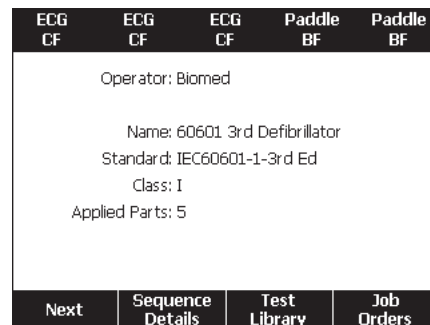 ECG ECG ECG Paddle Paddle
CF CF CF BF BF
Operator: Biomed
Name: 60601 3rd Defibrillator
Standard: IEC60601-1-3rd Ed
Class: I
Applied Parts: 5
Next Sequence Details Test Library Job Orders